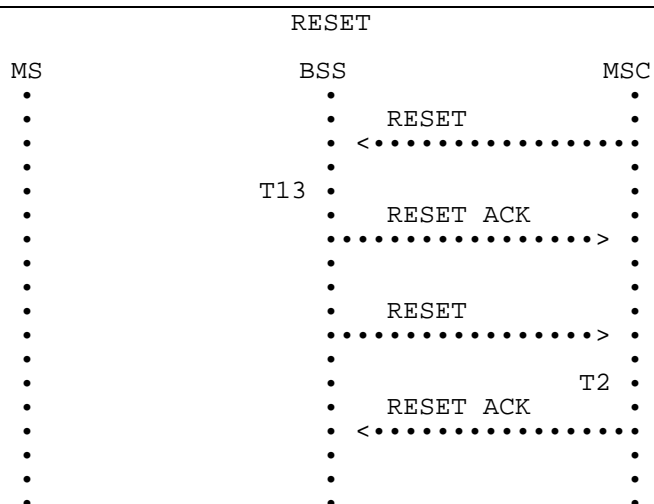 RESET
MS BSS MSC
RESET
T13
RESET ACK
RESET
T2
RESET ACK